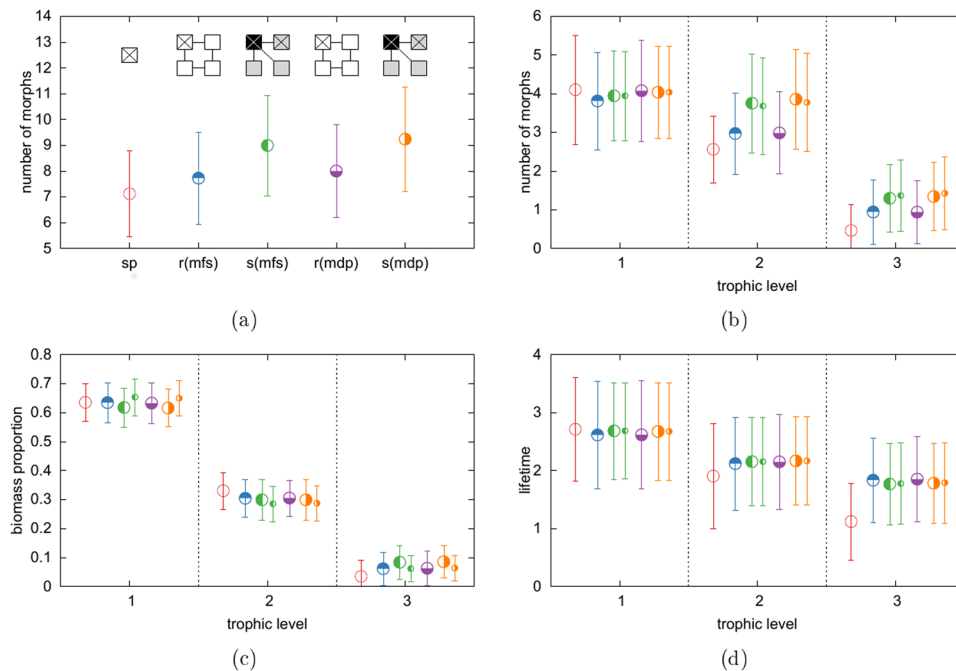 number of morphs
14
13
12
11
10
9
8
7
6
5
sp r(mfs) s(mfs) r(mdp) s(mdp)
(a)
number of morphs
6
5
4
3
2
1
0
1 2 3
trophic level
(b)
biomass proportion
0.8
0.7
0.6
0.5
0.4
0.3
0.2
0.1
0
1 2 3
trophic level
(c)
lifetime
4
3
2
1
0
1 2 3
trophic level
(d)